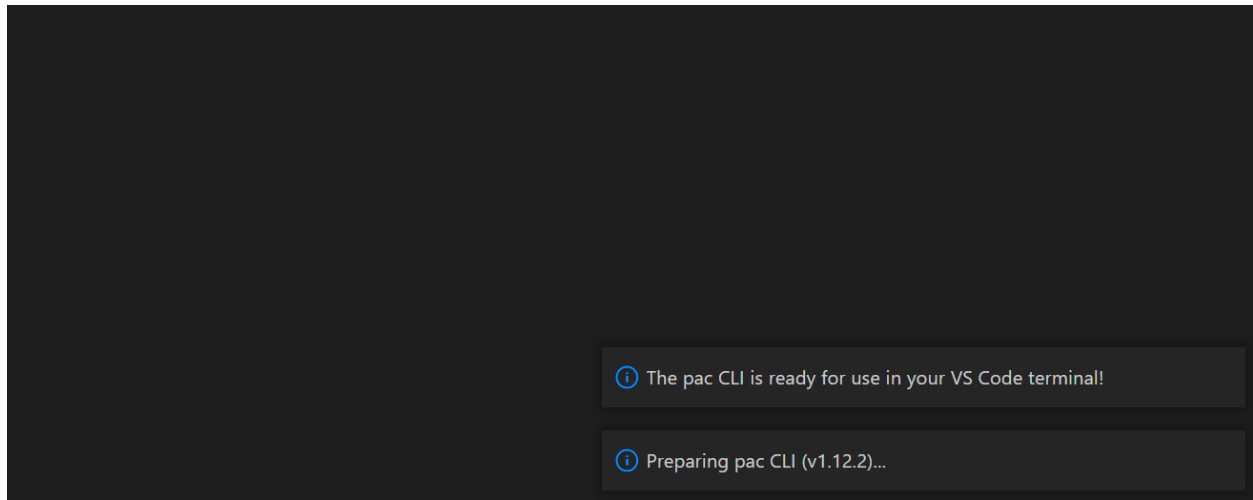 The pac CLI is ready for use in your VS Code terminal!
Preparing pac CLI (v1.12.2)...